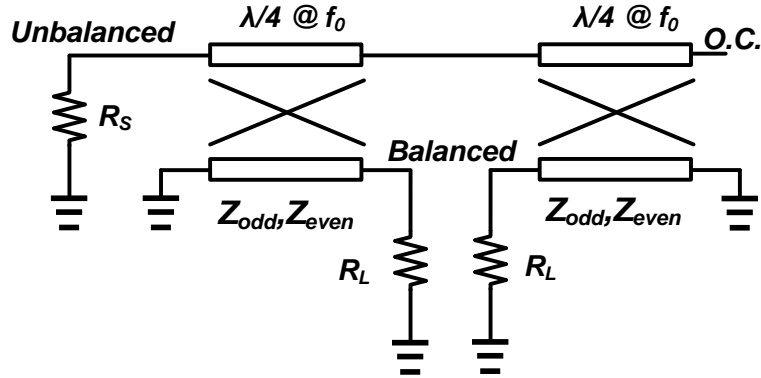 λ/4 @ f0 λ/4 @ f0
Unbalanced O.C.
RS
Balanced
Zodd,Zeven Zodd,Zeven
RL RL